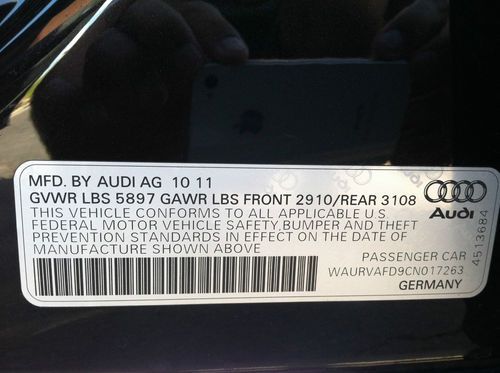 MFD. BY AUDI AG 10 11
GVWR LBS 5897 GAWR LBS FRONT 2910/REAR 3108
THIS VEHICLE CONFORMS TO ALL APPLICABLE U S
FEDERAL MOTOR VEHICLE SAFETY,BUMPER AND THEFT
PREVENTION STANDARDS IN EFFECT ON THE DATE OF
MAUFACTURE SHOWN ABOVE
Audi
4513684
PASSENGER CAR
WAURVAFD9CN017263
GERMANY